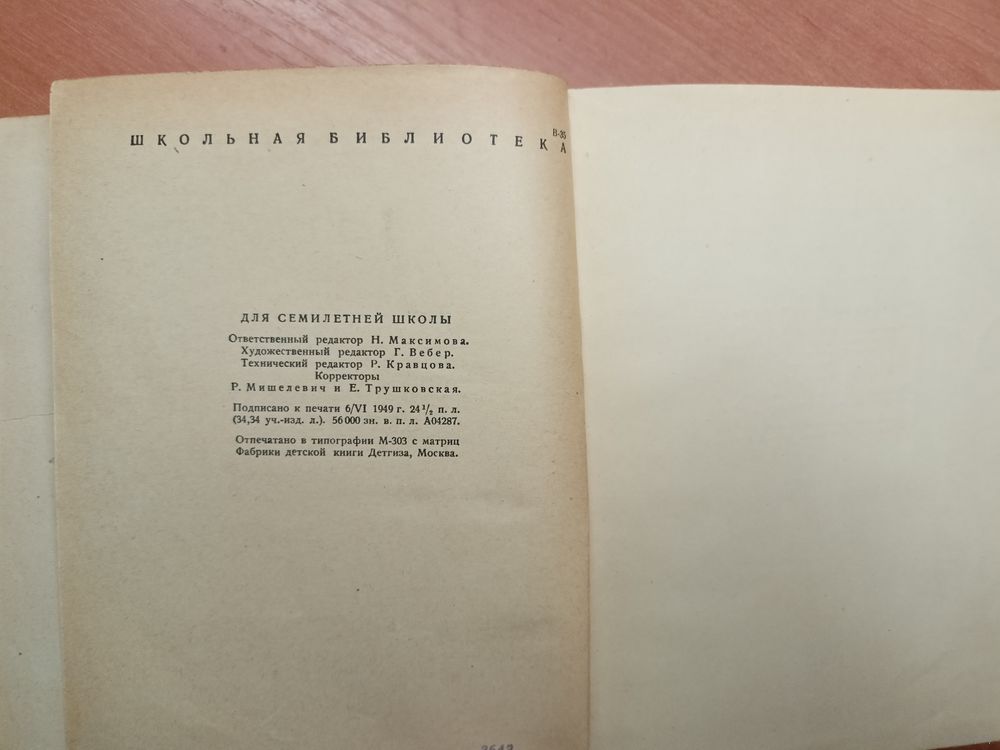 В-35
ШКОЛЬНАЯ БИБЛИОТЕКА
ДЛЯ СЕМИЛЕТНЕЙ ШКОЛЫ
Ответственный редактор Н. Максимова.
Художественный редактор Г. Вебер.
Технический редактор Р. Кравцова.
Корректоры
Р. Мишелевич и Е. Трушковская.
Подписано к печати 6/VI 1949 г. 24 1/2 п. л.
(34,34 уч.-изд. л.). 56 000 зн. в. п. л. А04287.
Отпечатано в типографии М-303 с матриц
Фабрики детской книги Детгиза, Москва.